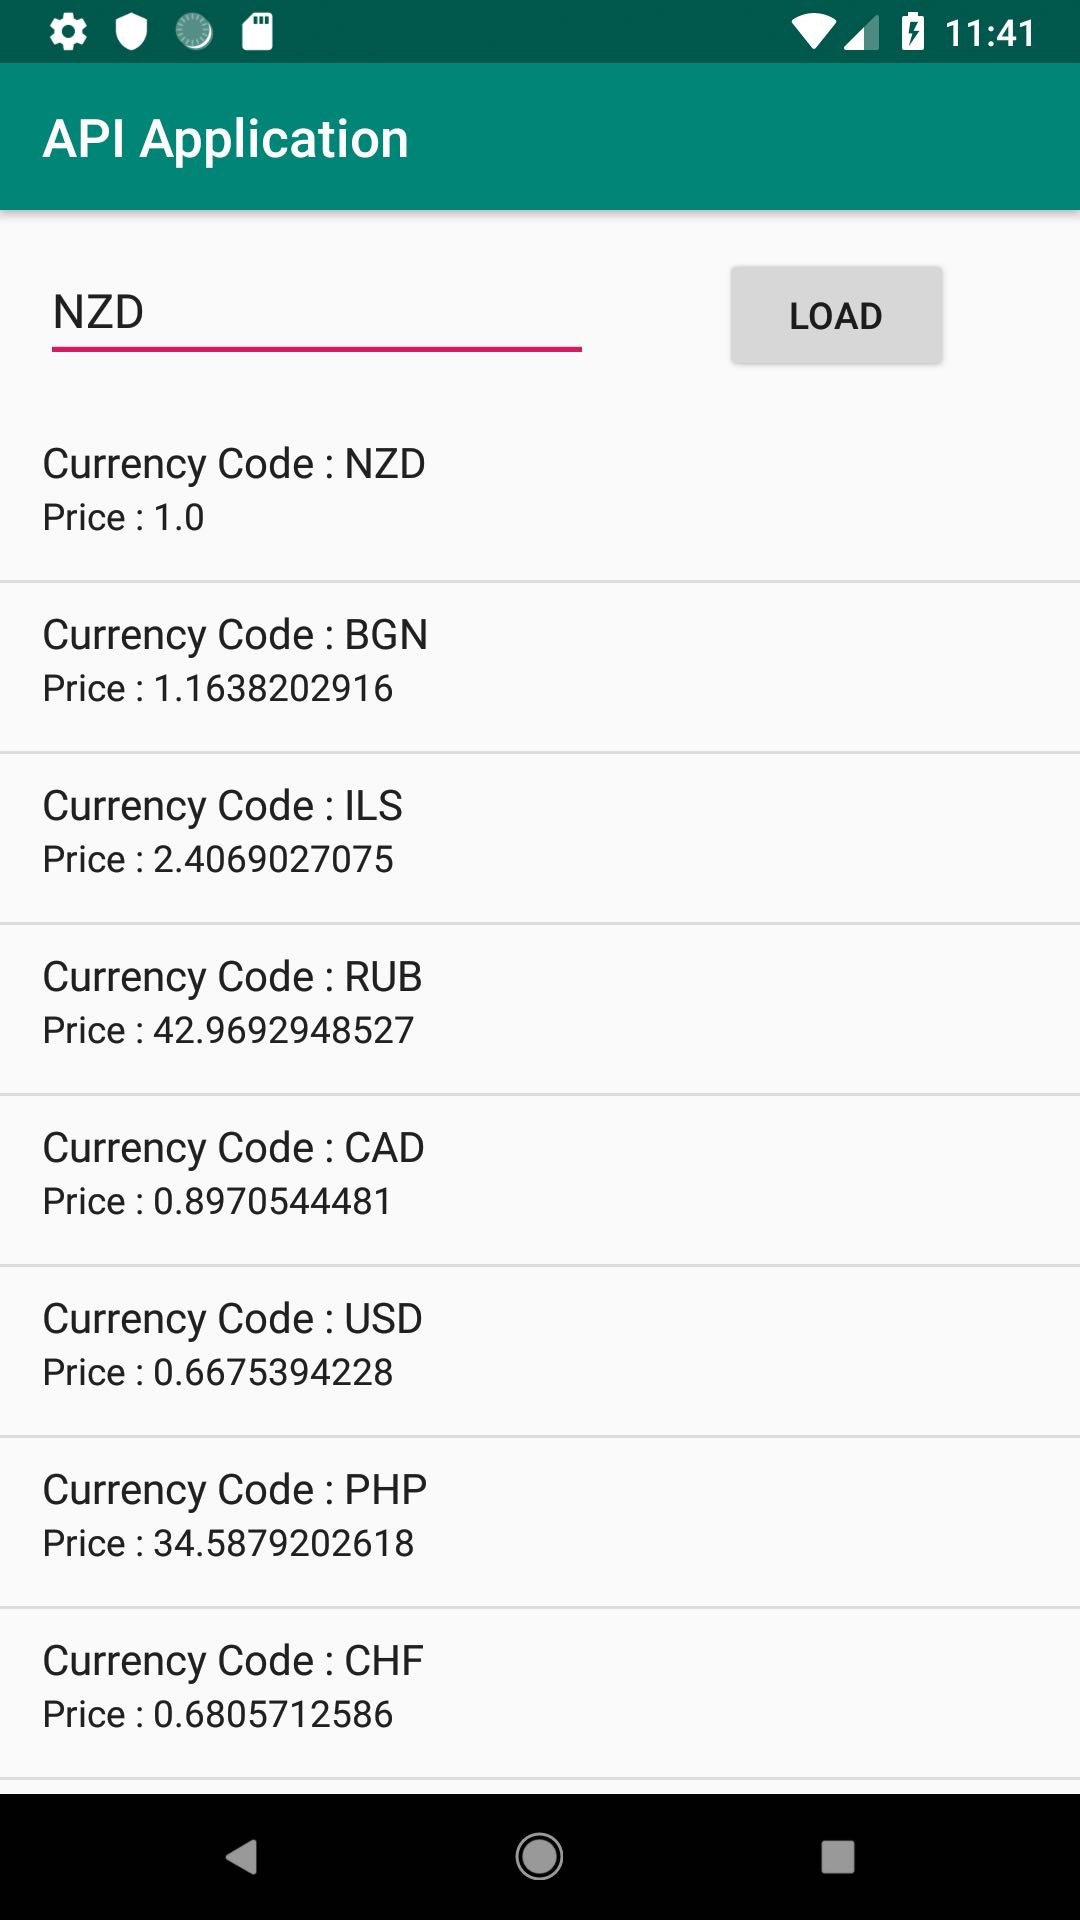 11:41
API Application
NZD
LOAD
Currency Code : NZD
Price : 1.0
Currency Code : BGN
Price : 1.1638202916
Currency Code : ILS
Price : 2.4069027075
Currency Code : RUB
Price : 42.9692948527
Currency Code : CAD
Price : 0.8970544481
Currency Code : USD
Price : 0.6675394228
Currency Code : PHP
Price : 34.5879202618
Currency Code : CHF
Price : 0.6805712586